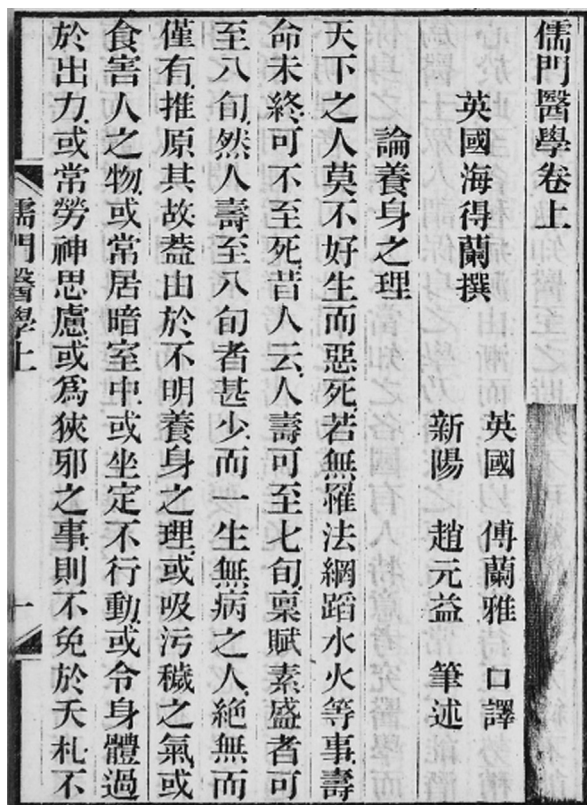 儒門醫學卷上
英國海得蘭撰
英國 傅蘭雅 口譯
新陽 趙元益 筆述
論養身之理
天下之人莫不好生而惡死若無罹法網蹈水火等事壽
命未終可不至死昔人云人壽可至七旬稟賦素盛者可
至八旬然人壽至八旬者甚少而一生無病之人絶無而
僅有推原其故葢由於不明養身之理或吸污穢之氣或
食害人之物或常居暗室中或坐定不行動或令身體過
於出力或常勞神思慮或爲狹邪之事則不免於夭札不
儒門醫學上
一